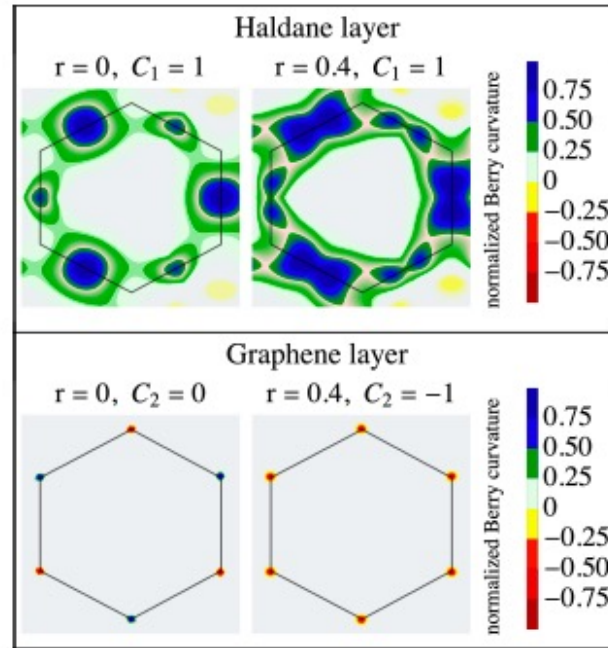 Haldane layer
r = 0, C₁ = 1
r = 0.4, C₁ = 1
normalized Berry curvature
0.75
0.50
0.25
0
−0.25
−0.50
−0.75
Graphene layer
r = 0, C₂ = 0
r = 0.4, C₂ = −1
normalized Berry curvature
0.75
0.50
0.25
0
−0.25
−0.50
−0.75